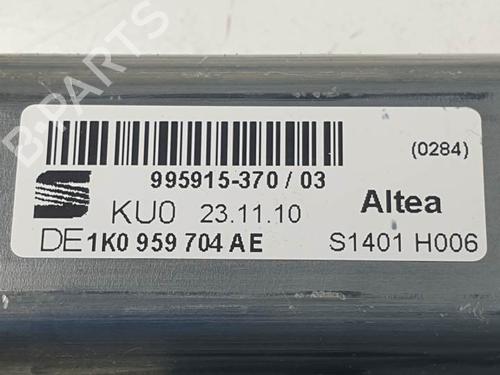 (0284)
995915-370 / 03
KU0 23.11.10 Altea
DE 1K0 959 704 AE S1401 H006
B-PARTS